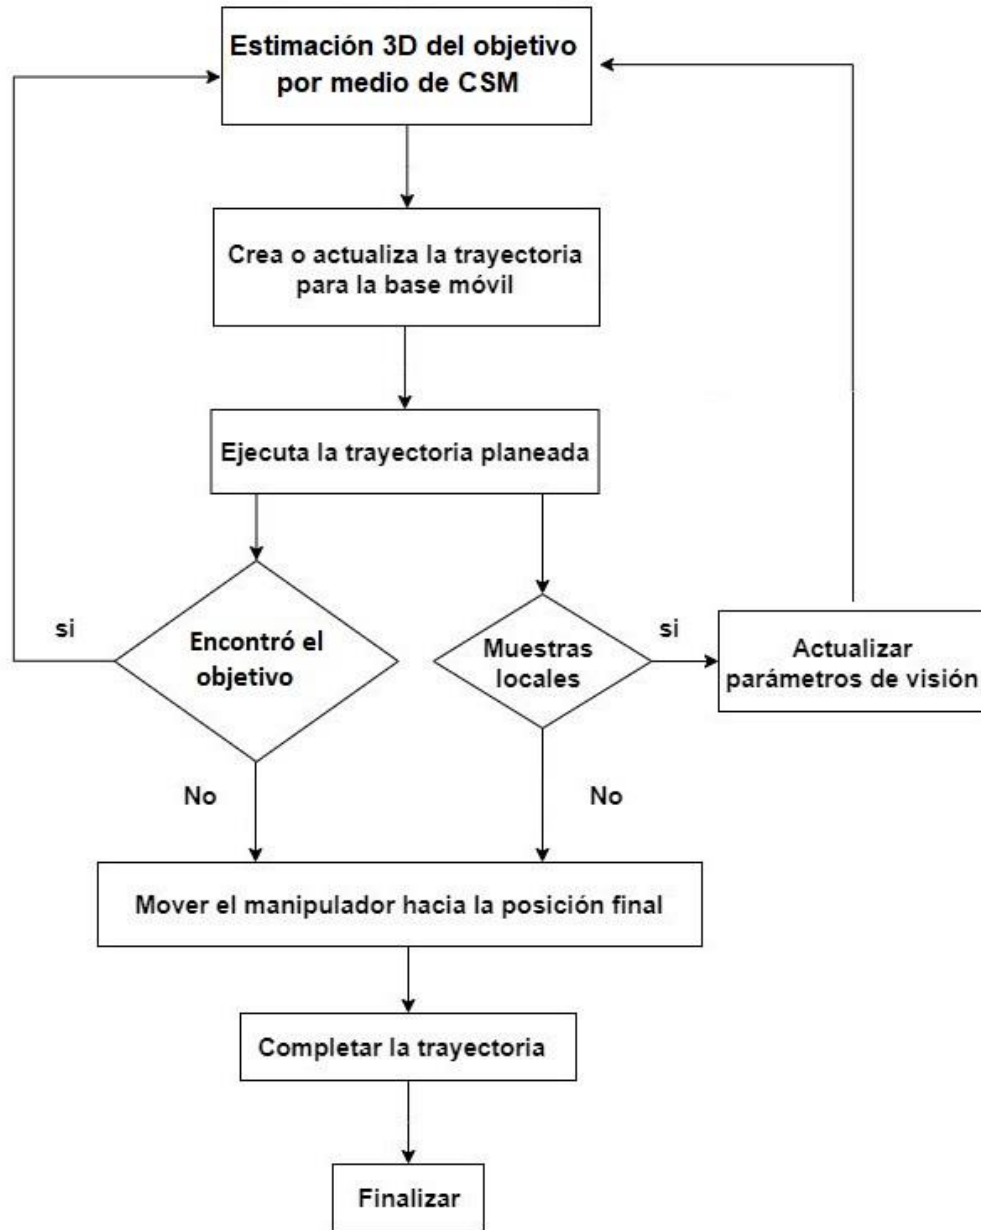 Estimación 3D del objetivo
por medio de CSM
Crea o actualiza la trayectoria
para la base móvil
Ejecuta la trayectoria planeada
si
Encontró el
objetivo
Muestras
locales
si
Actualizar
parámetros de visión
No
No
Mover el manipulador hacia la posición final
Completar la trayectoria
Finalizar